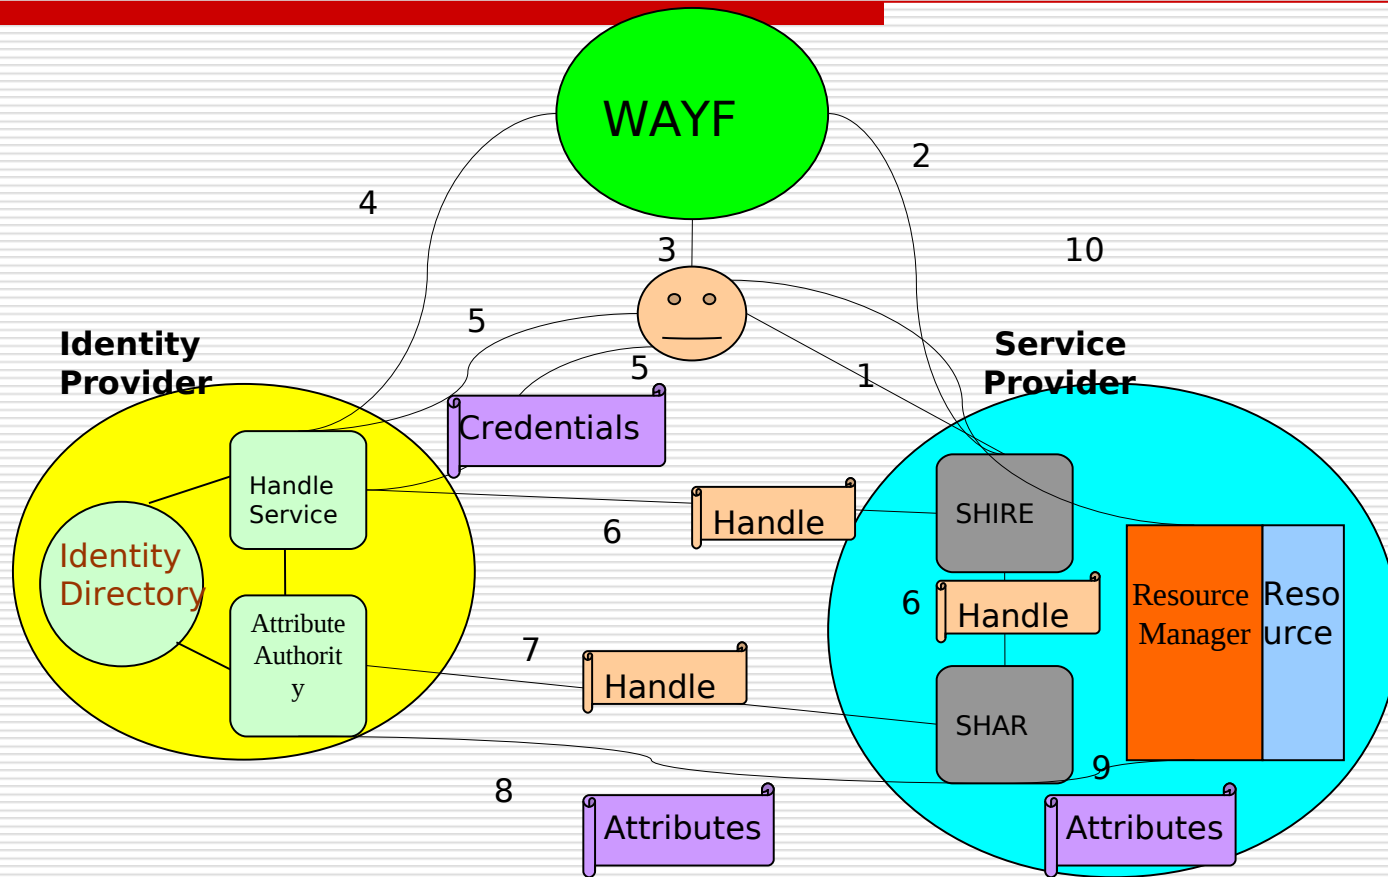 WAYF
2
4
3
10
5
Identity
Provider
Service
Provider
5
1
Credentials
Handle
Service
6
Handle
SHIRE
Identity
Directory
6
Handle
Resource
Manager
Reso
urce
Attribute
Authorit
y
7
Handle
SHAR
8
9
Attributes
Attributes